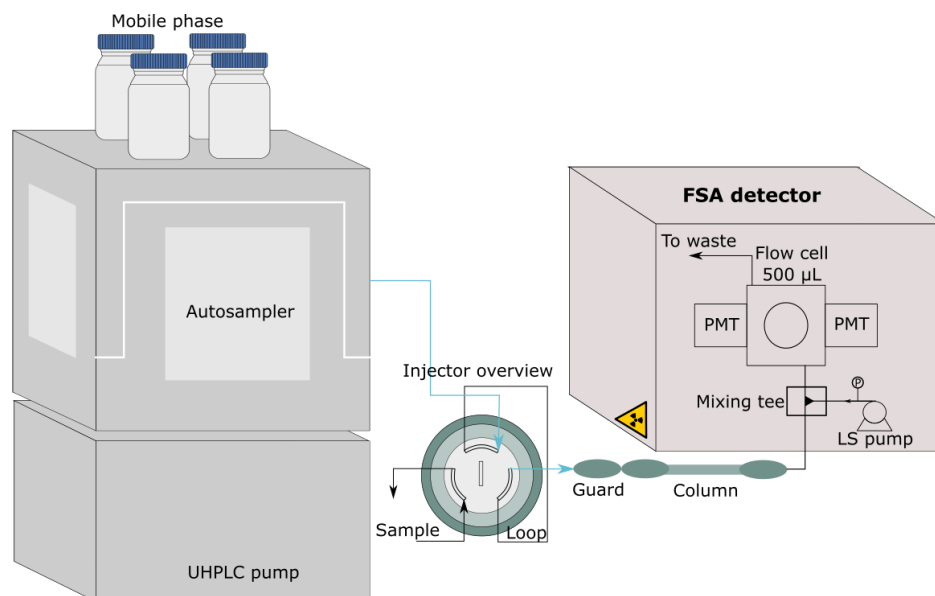 Mobile phase
Autosampler
UHPLC pump
Injector overview
Sample
Loop
Guard
Column
FSA detector
To waste
Flow cell
500 µL
PMT
PMT
P
Mixing tee
LS pump